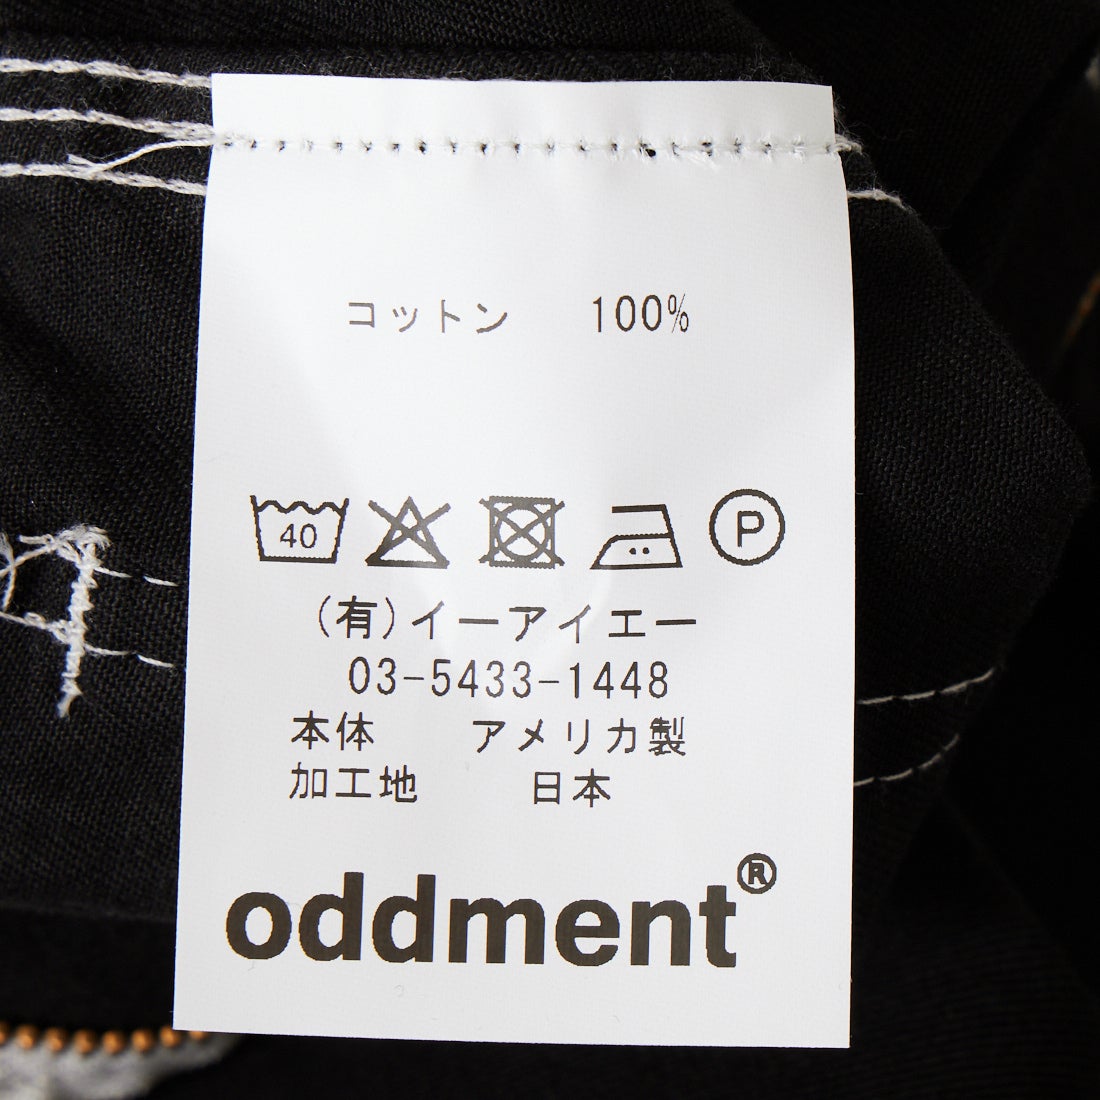 コットン 100%
40 P
(有)イーアイエー
03-5433-1448
本体 アメリカ製
加工地 日本
oddment®